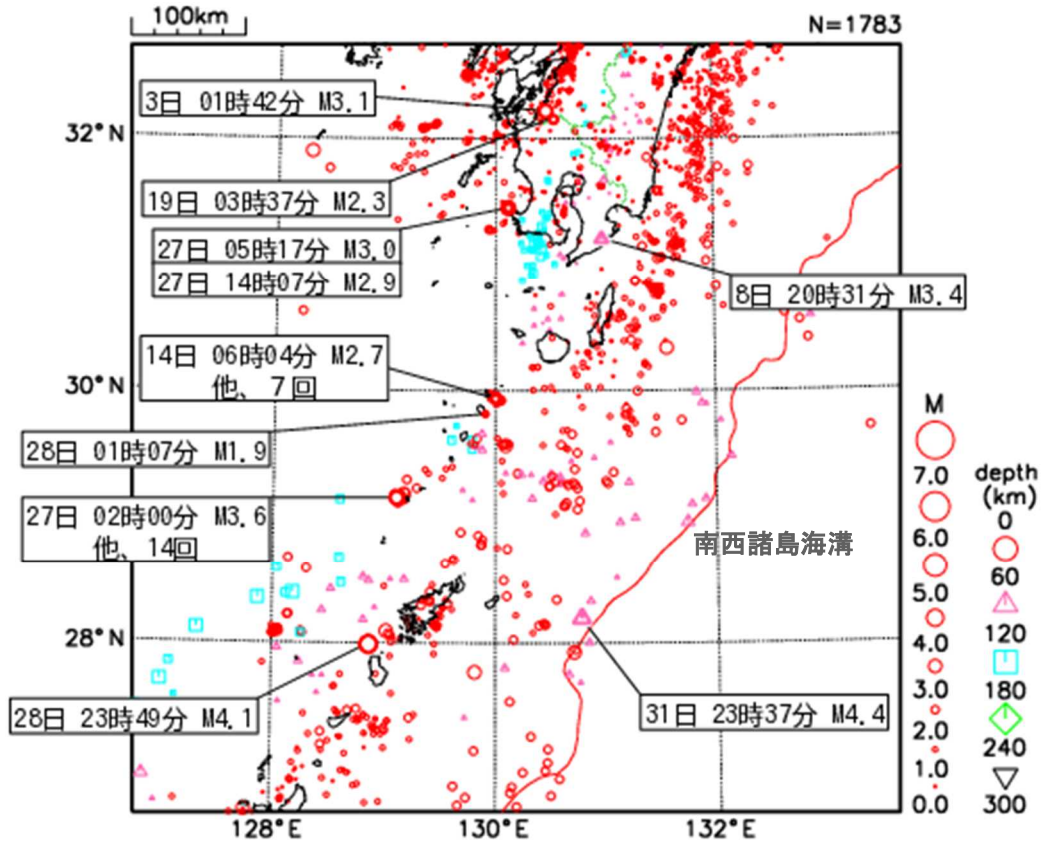 100km
N=1783
3日 01時42分 M3.1
32°N
19日 03時37分 M2.3
27日 05時17分 M3.0
27日 14時07分 M2.9
8日 20時31分 M3.4
14日 06時04分 M2.7
他、7回
30°N
28日 01時07分 M1.9
27日 02時00分 M3.6
他、14回
南西諸島海溝
28°N
28日 23時49分 M4.1
31日 23時37分 M4.4
128°E
130°E
132°E
M
7.0
6.0
5.0
4.0
3.0
2.0
1.0
0.0
depth
(km)
0
60
120
180
240
300